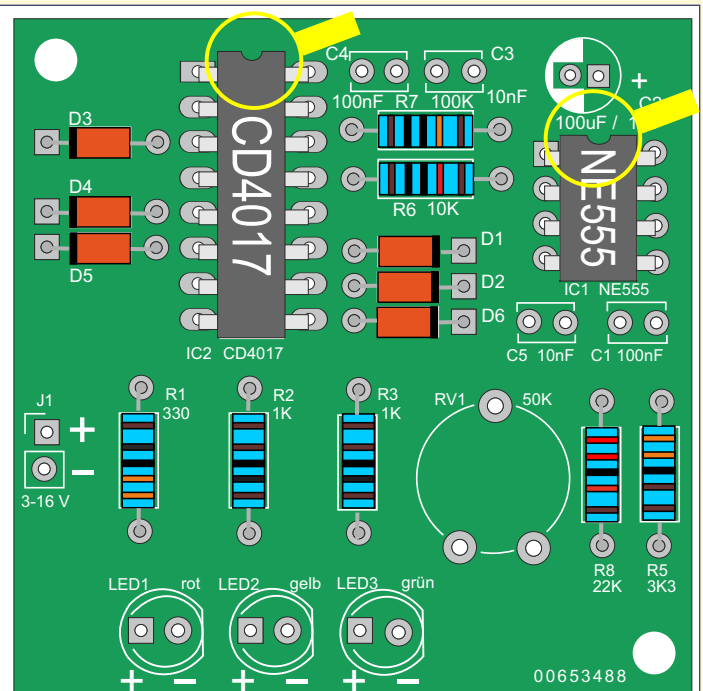 C4
C3
100nF
R7
100K
10nF
+
100uF /
D3
CD4017
NE555
D4
R6
10K
D1
D5
D2
IC1 NE555
D6
IC2 CD4017
C5 10nF
C1 100nF
J1
R1
330
R2
1K
R3
1K
RV1
50K
+
-
3-16 V
R8
22K
R5
3K3
LED1
rot
LED2
gelb
LED3
grün
+ -
+ -
+ -
00653488